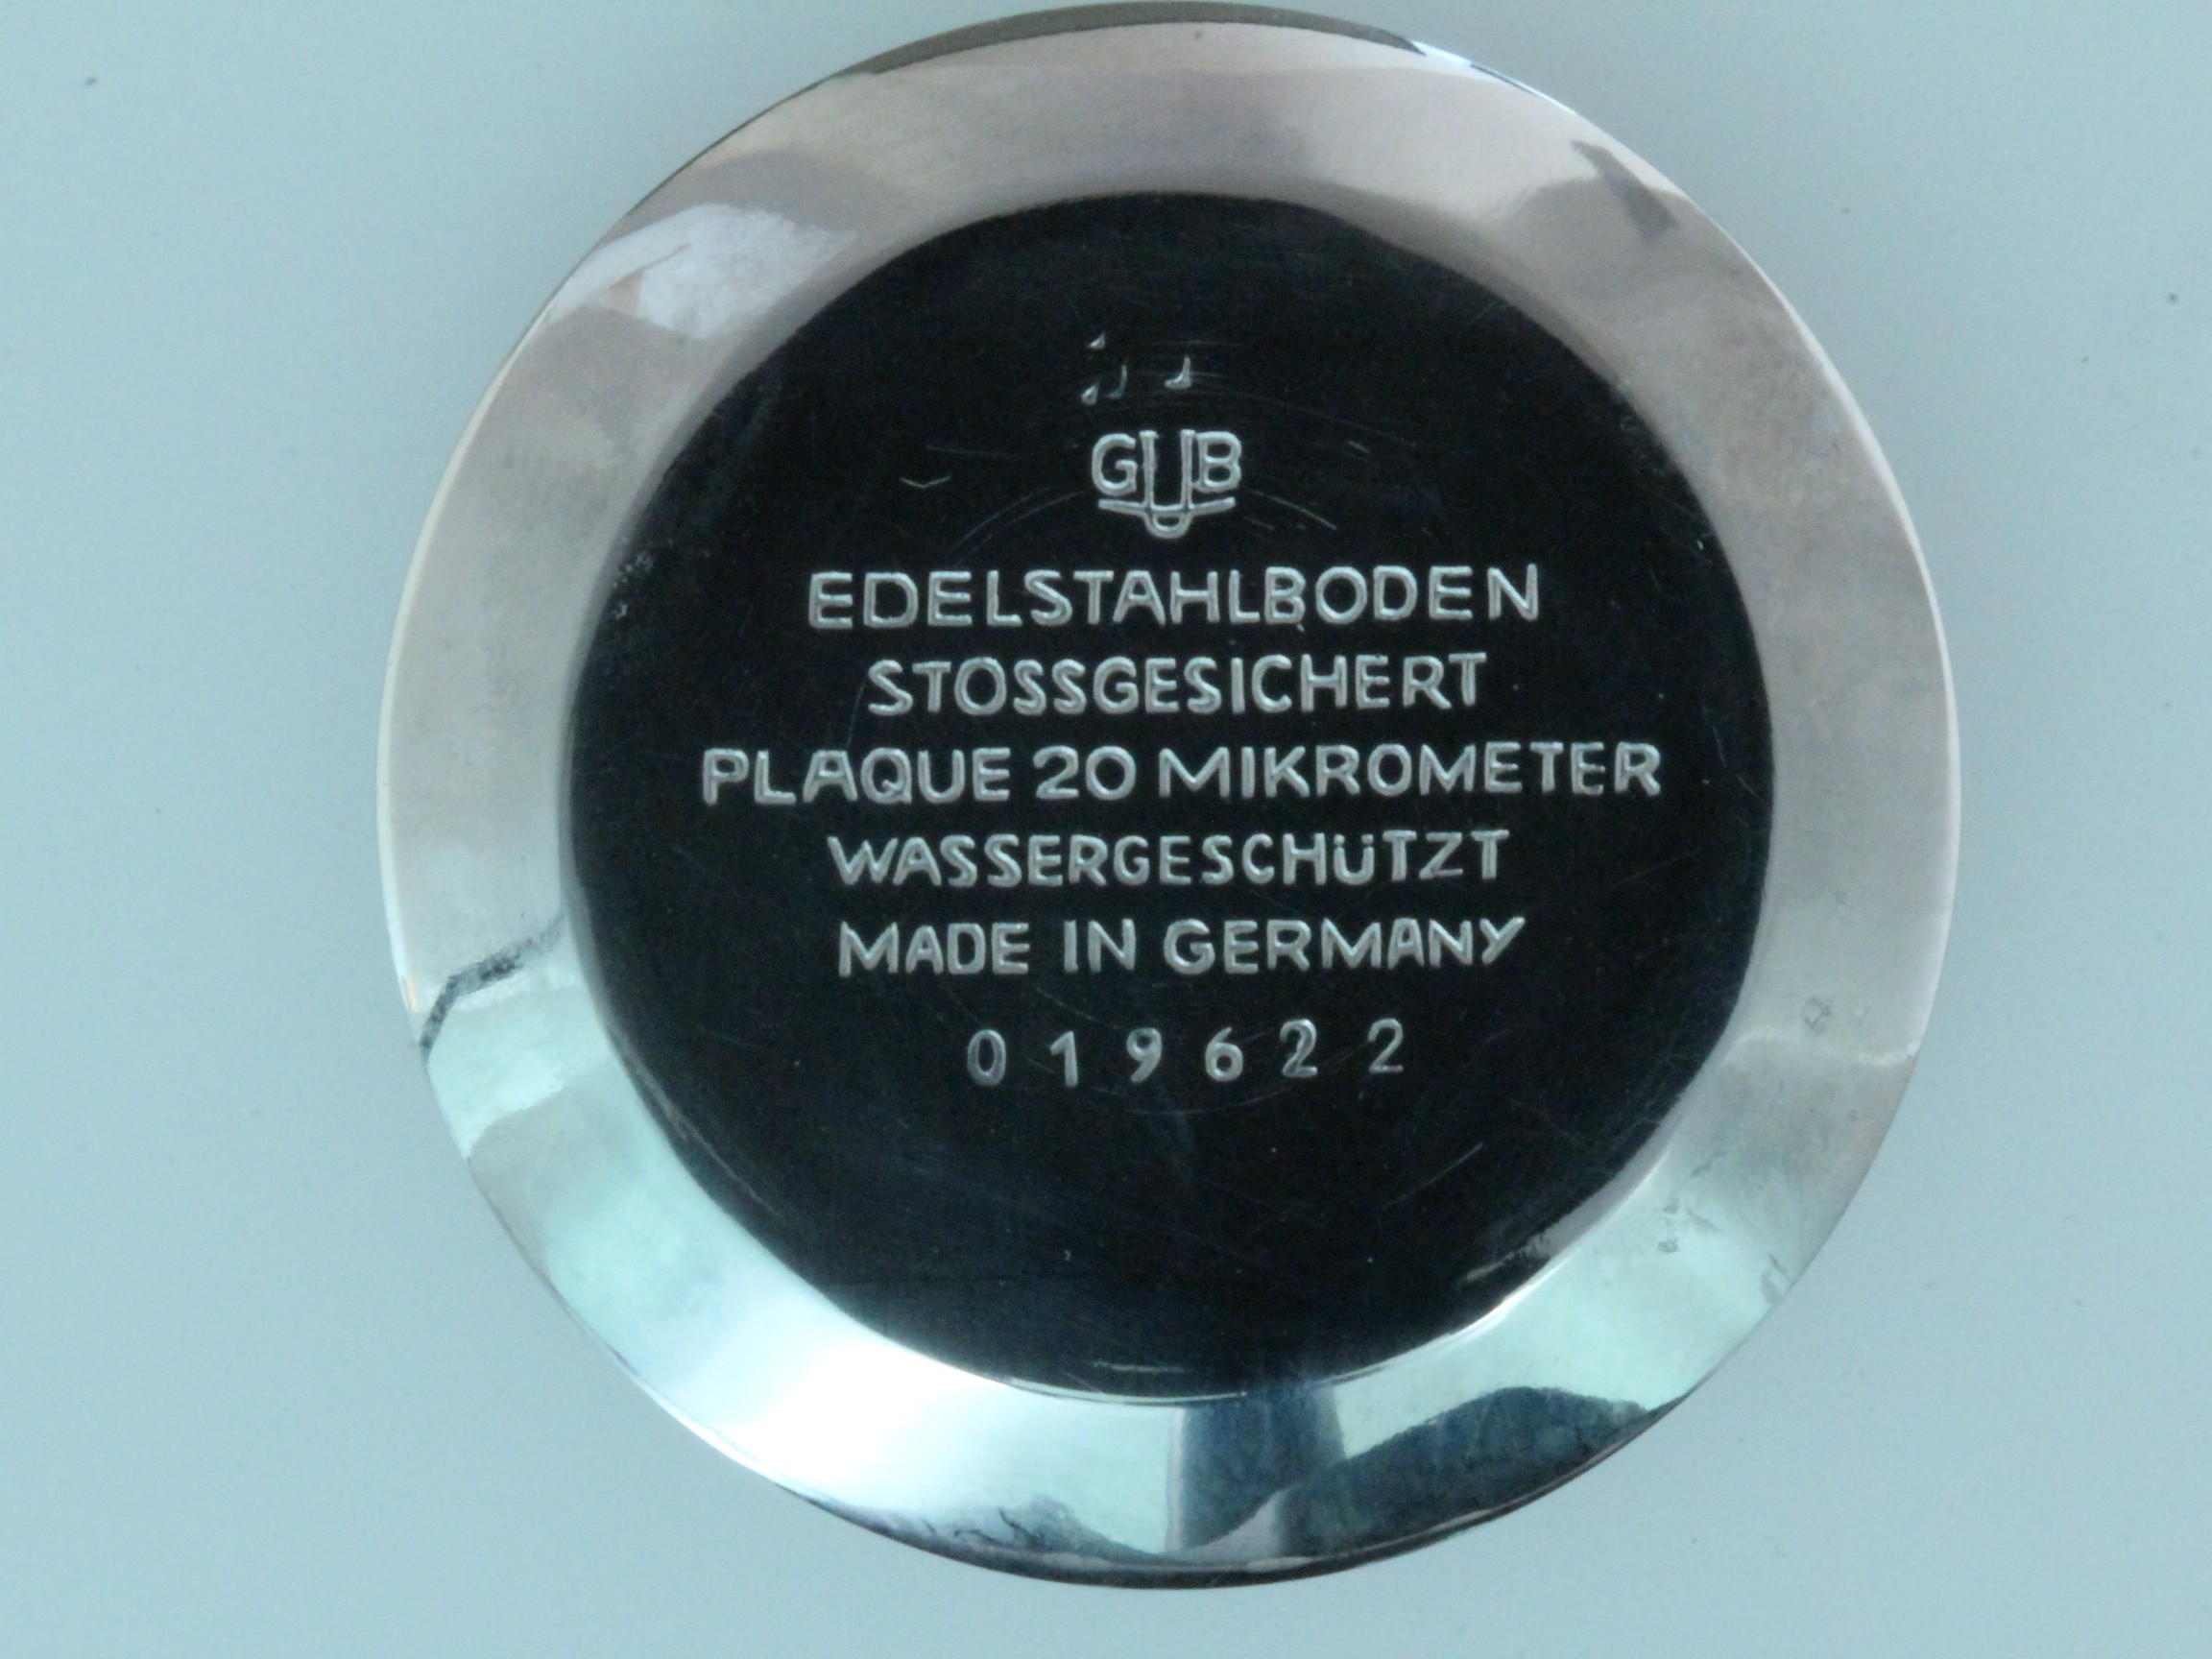 GUB
EDELSTAHLBODEN
STOSSGESICHERT
PLAQUE 20 MIKROMETER
WASSERGESCHÜTZT
MADE IN GERMANY
019622